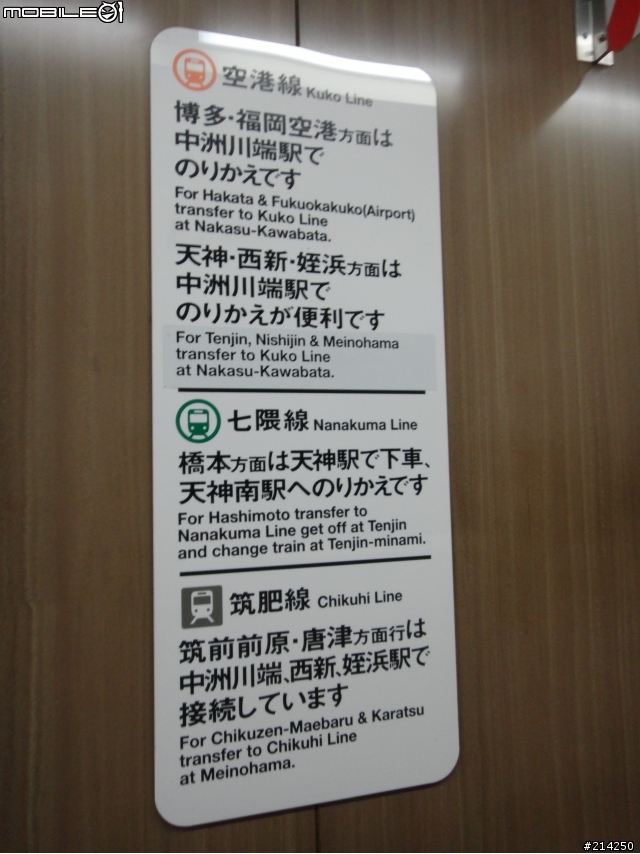 MOBILE01
空港線 Kuko Line
博多・福岡空港方面は
中洲川端駅で
のりかえです
For Hakata & Fukuokakuko(Airport)
transfer to Kuko Line
at Nakasu-Kawabata.
天神・西新・姪浜方面は
中洲川端駅で
のりかえが便利です
For Tenjin, Nishijin & Meinohama
transfer to Kuko Line
at Nakasu-Kawabata.
七隈線 Nanakuma Line
橋本方面は天神駅で下車、
天神南駅へのりかえです
For Hashimoto transfer to
Nanakuma Line get off at Tenjin
and change train at Tenjin-minami.
筑肥線 Chikuhi Line
筑前前原・唐津方面行は
中洲川端、西新、姪浜駅で
接続しています
For Chikuzen-Maebaru & Karatsu
transfer to Chikuhi Line
at Meinohama.
#214250